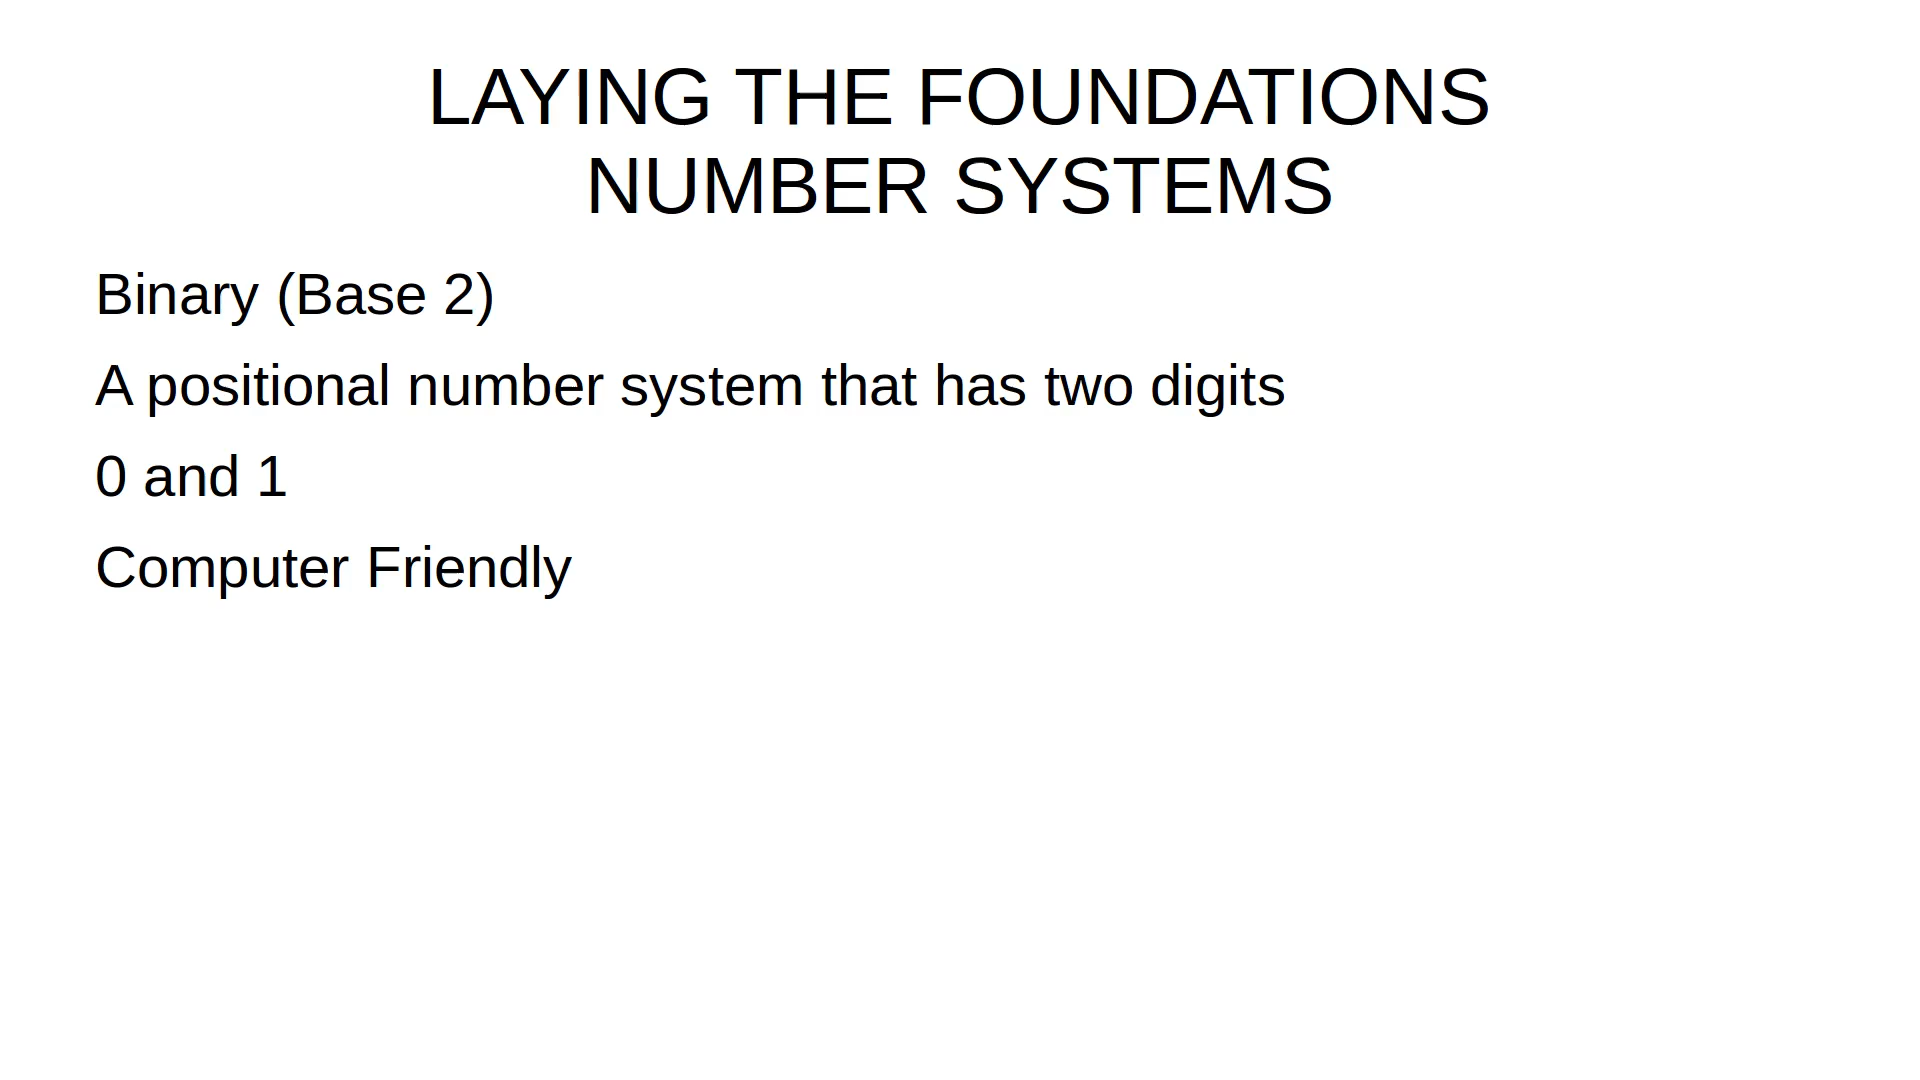 LAYING THE FOUNDATIONS
NUMBER SYSTEMS
Binary (Base 2)
A positional number system that has two digits
0 and 1
Computer Friendly